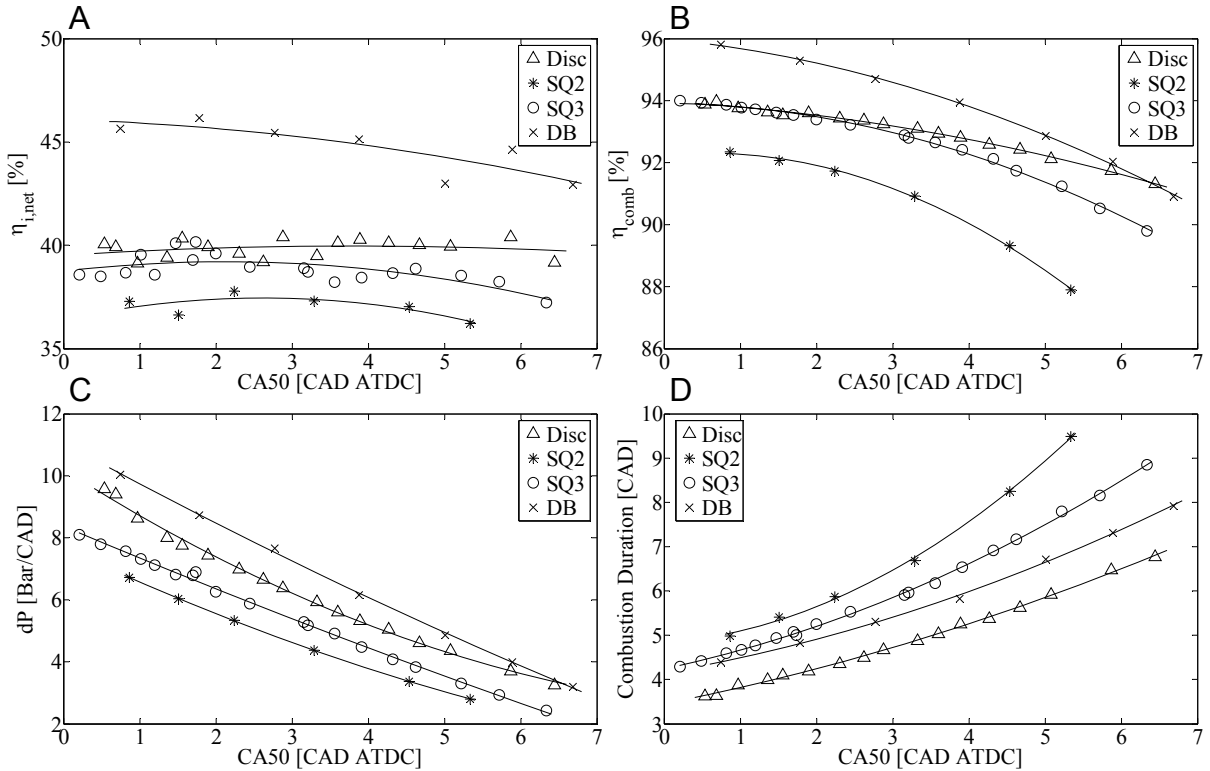 A
50
45
40
35
η i,net [%]
0 1 2 3 4 5 6 7
CA50 [CAD ATDC]
Disc
SQ2
SQ3
DB
B
96
94
92
90
88
86
η comb [%]
0 1 2 3 4 5 6 7
CA50 [CAD ATDC]
Disc
SQ2
SQ3
DB
C
12
10
8
6
4
2
dP [Bar/CAD]
0 1 2 3 4 5 6 7
CA50 [CAD ATDC]
Disc
SQ2
SQ3
DB
D
10
9
8
7
6
5
4
3
Combustion Duration [CAD]
0 1 2 3 4 5 6 7
CA50 [CAD ATDC]
Disc
SQ2
SQ3
DB